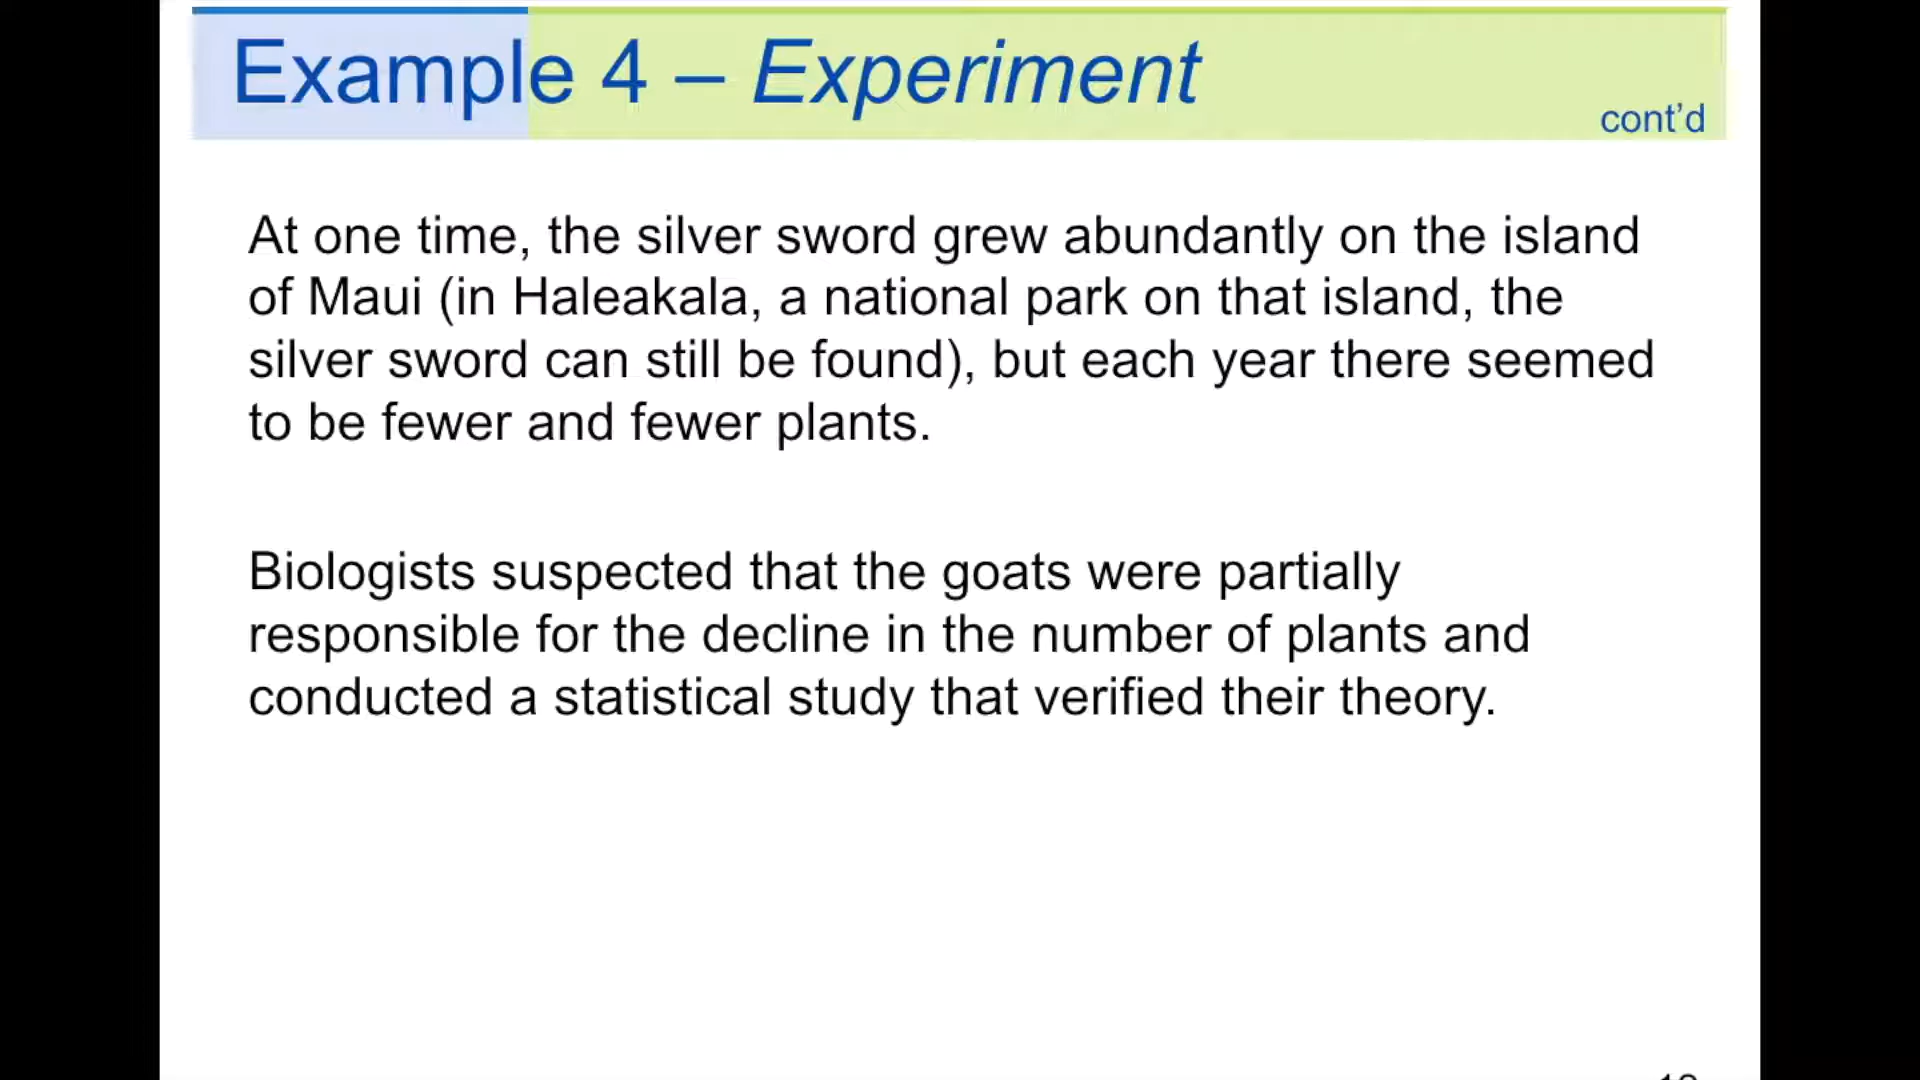 Example 4 – Experiment
cont’d
At one time, the silver sword grew abundantly on the island
of Maui (in Haleakala, a national park on that island, the
silver sword can still be found), but each year there seemed
to be fewer and fewer plants.
Biologists suspected that the goats were partially
responsible for the decline in the number of plants and
conducted a statistical study that verified their theory.